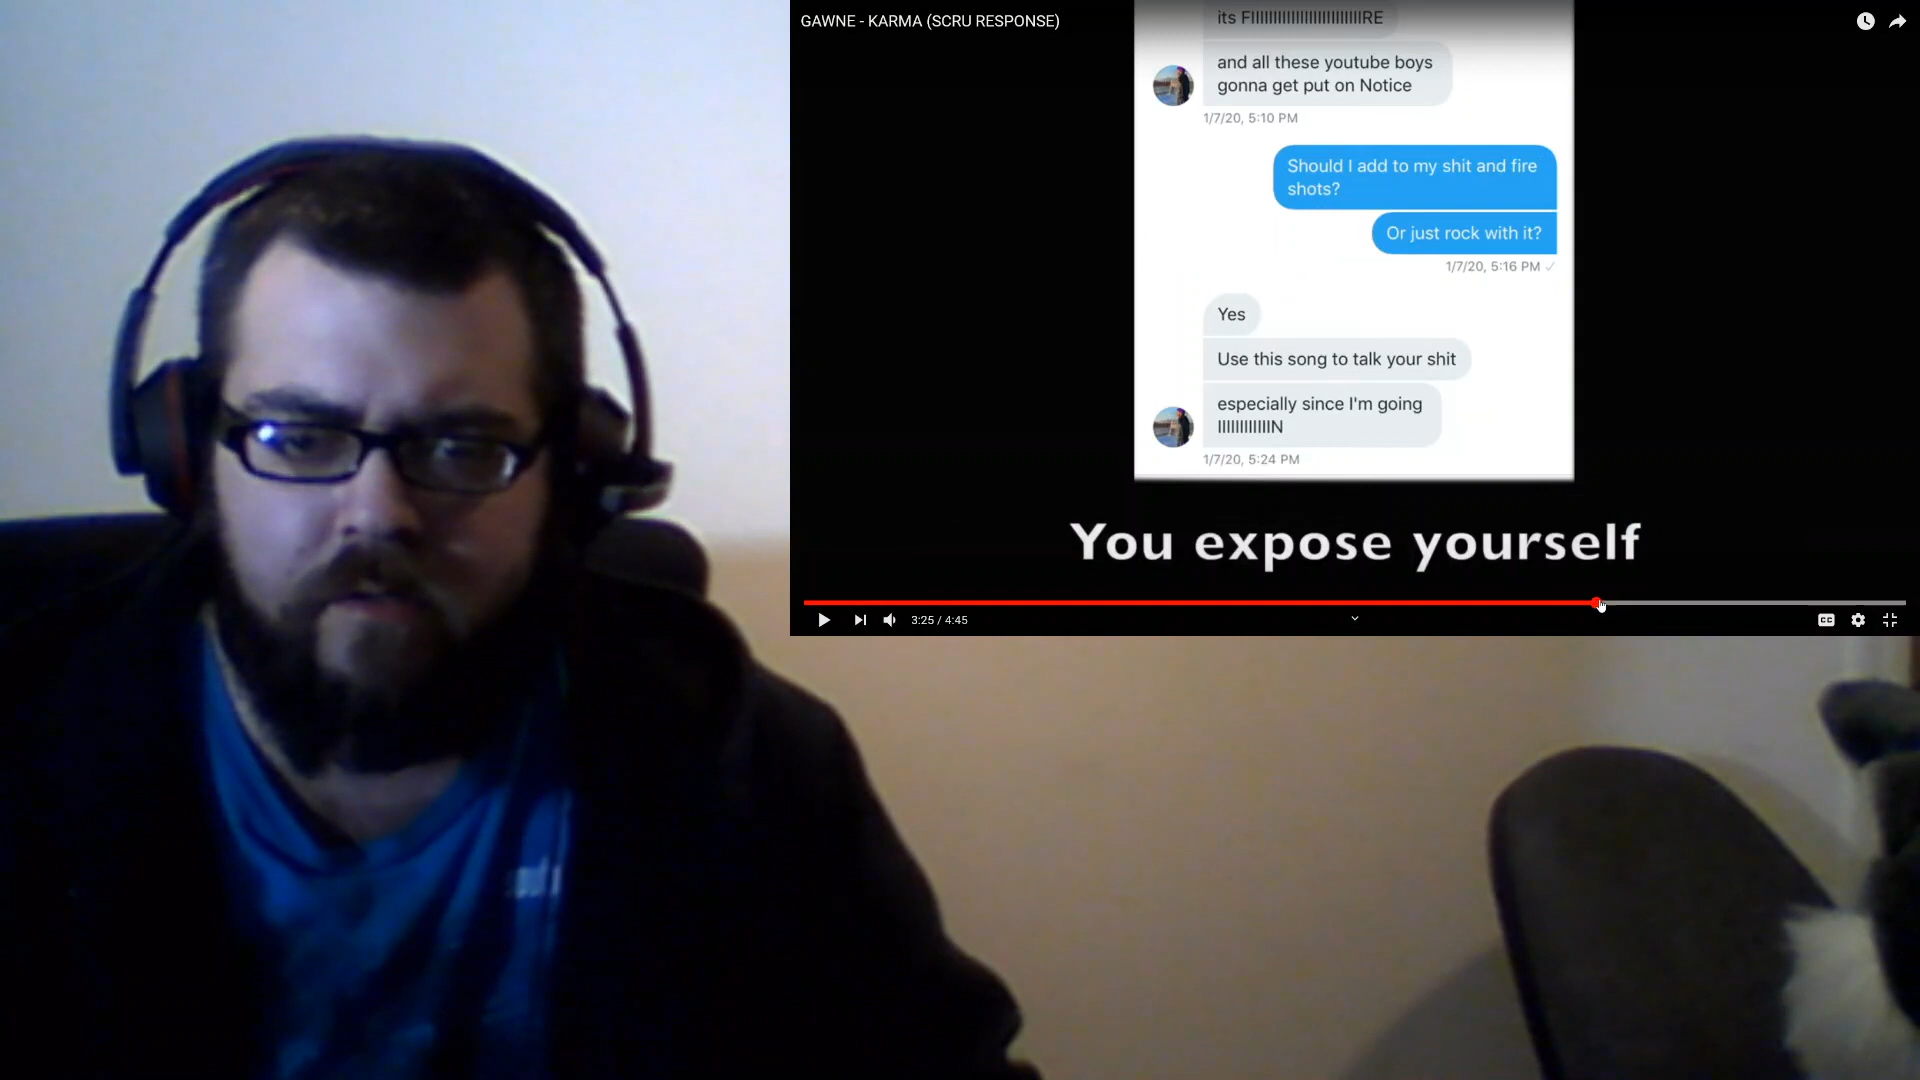 GAWNE - KARMA (SCRU RESPONSE)
its FIIIIIIIIIIIIIIIIIIIIIIIIIRE
and all these youtube boys
gonna get put on Notice
1/7/20, 5:10 PM
Should I add to my shit and fire
shots?
Or just rock with it?
1/7/20, 5:16 PM
Yes
Use this song to talk your shit
especially since I'm going
IIIIIIIIIIIN
1/7/20, 5:24 PM
You expose yourself
3:25 / 4:45
CC